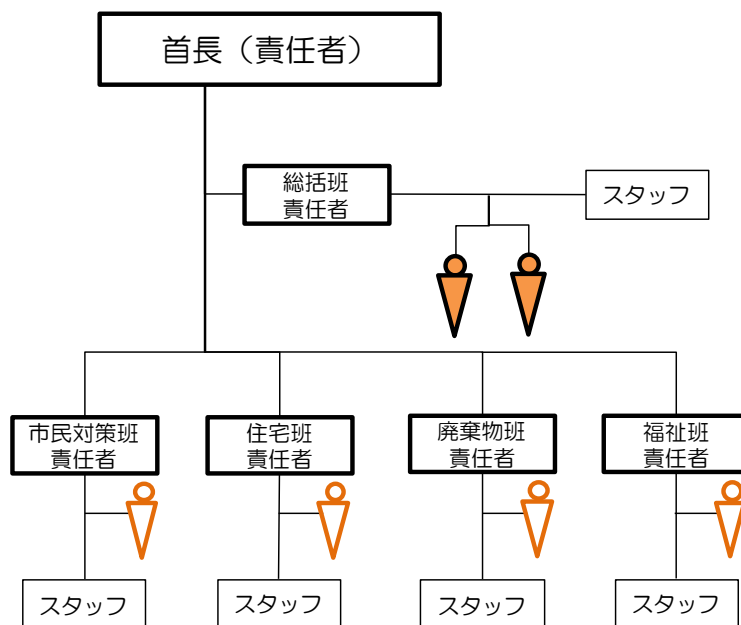 首長（責任者）
総括班
責任者
スタッフ
市民対策班
責任者
住宅班
責任者
廃棄物班
責任者
福祉班
責任者
スタッフ
スタッフ
スタッフ
スタッフ